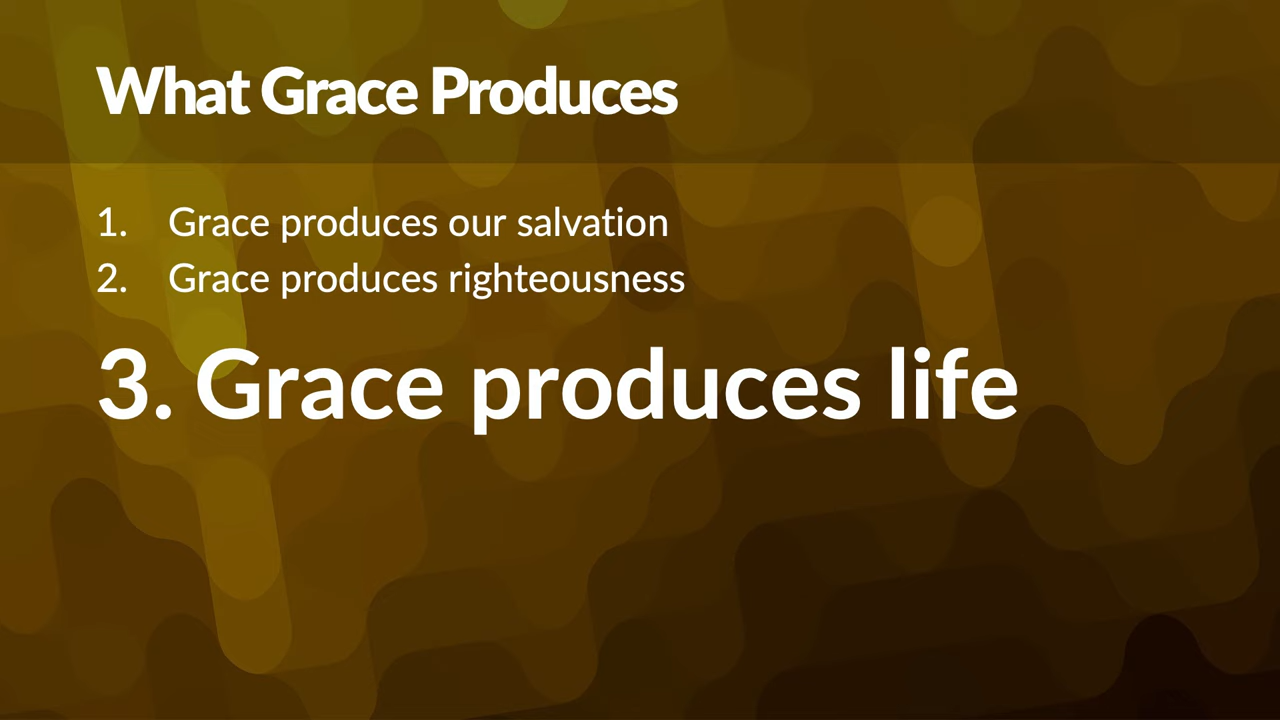 What Grace Produces
1. Grace produces our salvation
2. Grace produces righteousness
3. Grace produces life